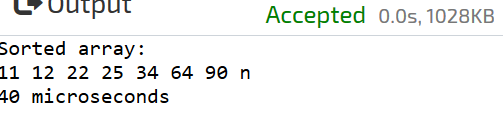 Output
Accepted 0.0s, 1028KB
Sorted array:
11 12 22 25 34 64 90 n
40 microseconds